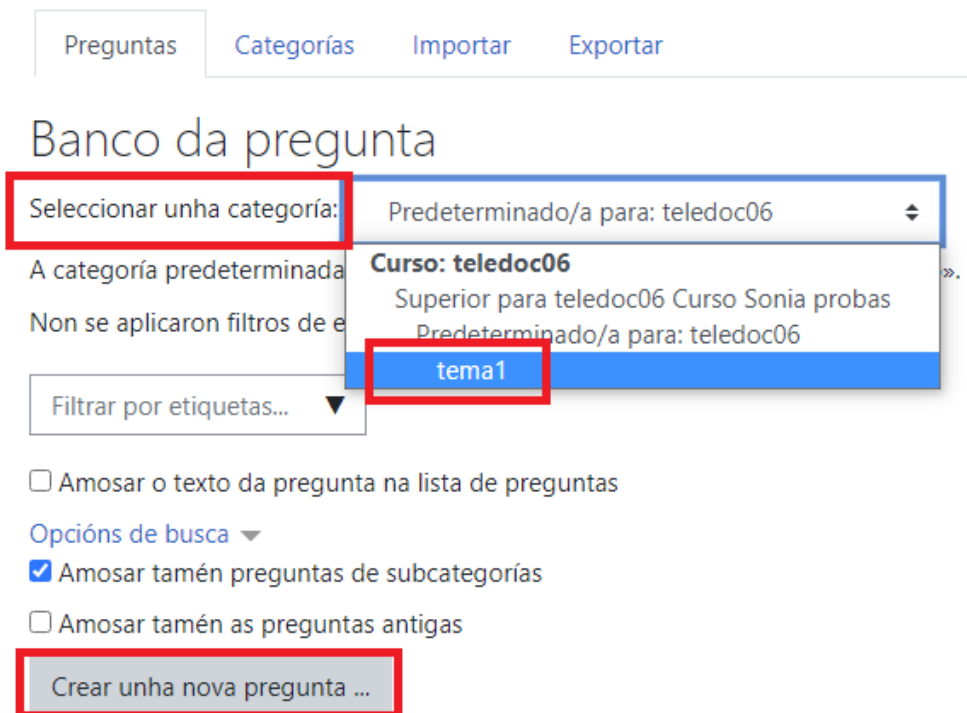 Preguntas Categorías Importar Exportar
Banco da pregunta
Seleccionar unha categoría: Predeterminado/a para: teledoc06
A categoría predeterminada
Curso: teledoc06
».
Superior para teledoc06 Curso Sonia probas
Non se aplicaron filtros de e
Predeterminado/a para: teledoc06
tema1
Filtrar por etiquetas... ▼
Amosar o texto da pregunta na lista de preguntas
Opcións de busca
Amosar tamén preguntas de subcategorías
Amosar tamén as preguntas antigas
Crear unha nova pregunta ...